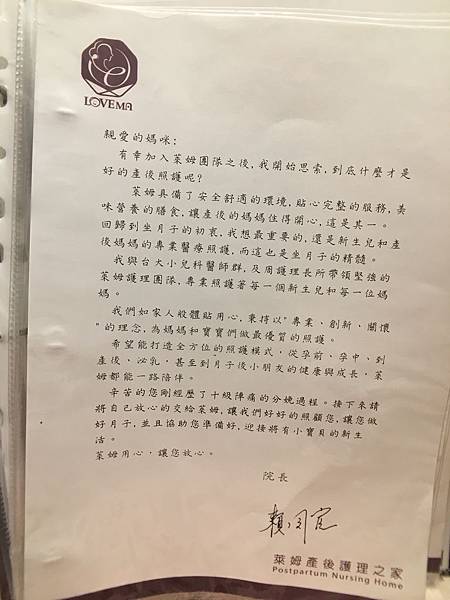 LOVEMA
親愛的媽咪:
有幸加入萊姆團隊之後,我開始思索,到底什麼才是
好的產後照護呢?
萊姆具備了安全舒適的環境,貼心完整的服務,美
味營養的膳食,讓產後的媽媽住得開心,這是其一。
回歸到坐月子的初衷,我想最重要的,還是新生兒和產
後媽媽的專業醫療照護,而這也是坐月子的精髓。
我與台大小兒科醫師群,及周護理長所帶領堅強的
萊姆護理團隊,專業照護著每一個新生兒和每一位媽
媽。
我們如家人般體貼用心,秉持以"專業、創新、關懷
"的理念,為媽媽和寶寶們做最優質的照護。
希望能打造全方位的照護模式,從孕前、孕中、到
產後、泌乳,甚至到月子後小朋友的健康與成長,萊
姆都能一路陪伴。
辛苦的您剛經歷了十級陣痛的分娩過程。接下來請
將自己放心的交給萊姆,讓我們好好的照顧您,讓您做
好月子,並且協助您準備好,迎接將有小寶貝的新生
活。
萊姆用心,讓您放心。
院長
萊姆產後護理之家
Postpartum Nursing Home